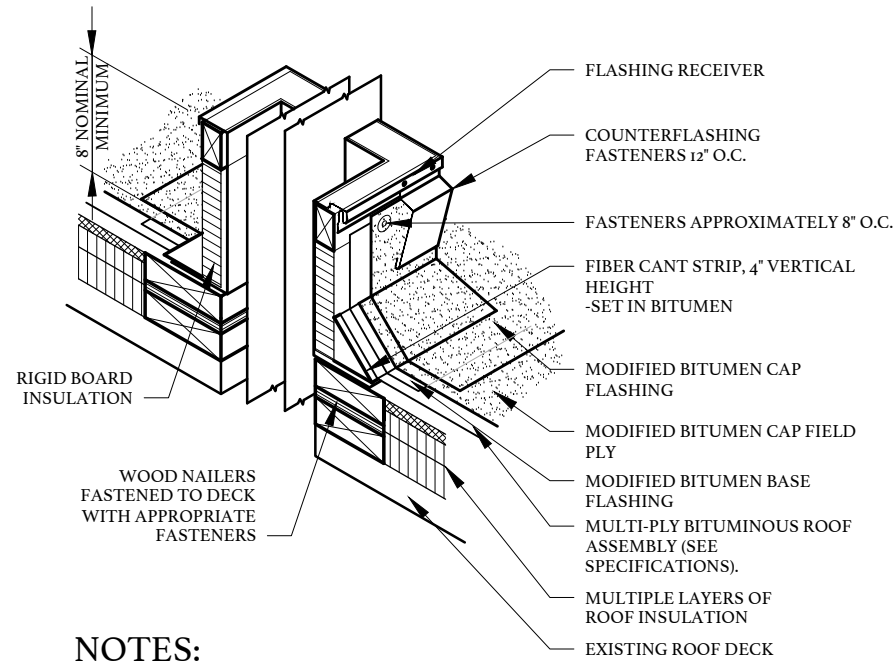 8" NOMINAL
MINIMUM
FLASHING RECEIVER
COUNTERFLASHING
FASTENERS 12" O.C.
FASTENERS APPROXIMATELY 8" O.C.
FIBER CANT STRIP, 4" VERTICAL
HEIGHT
-SET IN BITUMEN
MODIFIED BITUMEN CAP
FLASHING
MODIFIED BITUMEN CAP FIELD
PLY
MODIFIED BITUMEN BASE
FLASHING
MULTI-PLY BITUMINOUS ROOF
ASSEMBLY (SEE
SPECIFICATIONS).
MULTIPLE LAYERS OF
ROOF INSULATION
EXISTING ROOF DECK
RIGID BOARD
INSULATION
WOOD NAILERS
FASTENED TO DECK
WITH APPROPRIATE
FASTENERS
NOTES: